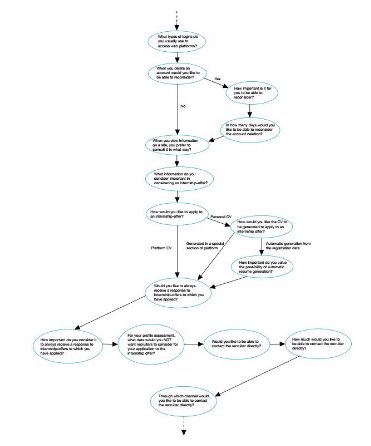 What types of logins do
you usually use to
access web platforms?
When you delete an
account would you like to
be able to reconsider?
Yes
How important is it for
you to be able to
reconsider?
No
In how many days would you
like to be able to reconsider
the account deletion?
When you view information
on a site, you prefer to
consult it in what way?
What information do you
consider important in
considering an internship-offer?
How would you like to apply to
an internship-offer?
Personal CV
How would you like the CV to
be generated to apply to an
internship offer?
Platform CV
Generated in a special
section of platform
Automatic generation from
the registration data
How important do you value
the possibility of automatic
resume generation?
Would you like to always
receive a response to
internship-offers to which you
have applied?
How important do you consider it
to always receive a response to
internship-offers to which you
have applied?
For your profile assessment,
what data would you NOT
want recruiters to consider for
your application to the
internship offer?
Would you like to be able to
contact the recruiter directly?
How much would you like to
be able to contact the recruiter
directly?
Through which channel would
you like to be able to contact
the recruiter directly?